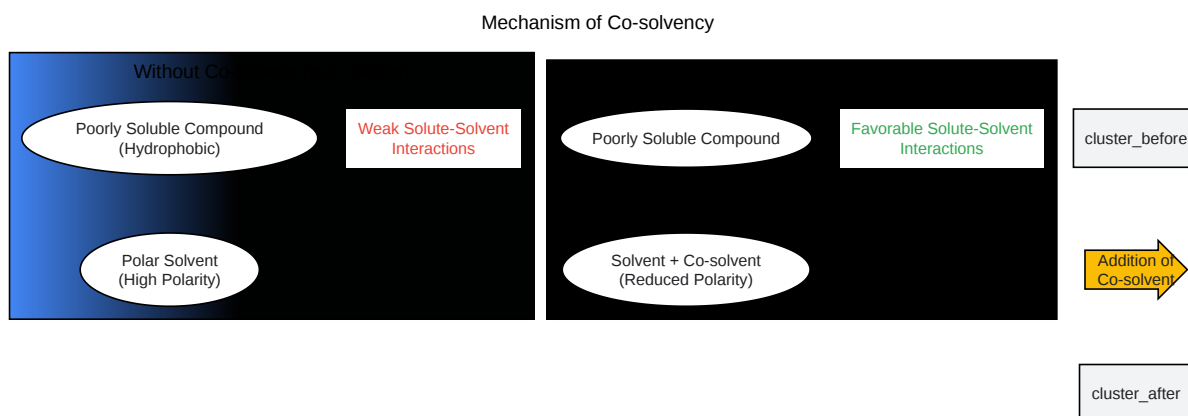 Mechanism of Co-solvency
Without Co
Poorly Soluble Compound
(Hydrophobic)
Weak Solute-Solvent
Interactions
Poorly Soluble Compound
Favorable Solute-Solvent
Interactions
cluster_before
Polar Solvent
(High Polarity)
Solvent + Co-solvent
(Reduced Polarity)
Addition of
Co-solvent
cluster_after